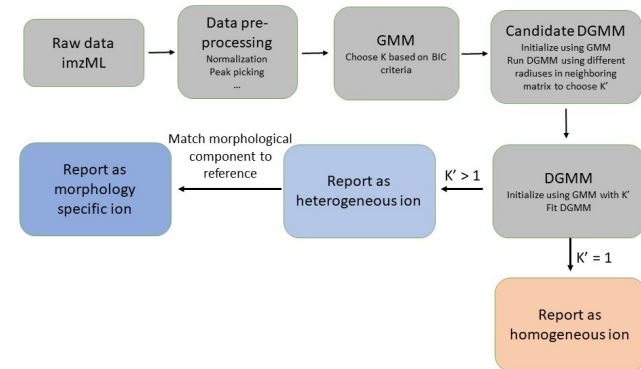 Raw data
imzML
Data pre-
processing
Normalization
Peak picking
...
GMM
Choose K based on BIC
criteria
Candidate DGMM
Initialize using GMM
Run DGMM using different
radiuses in neighboring
matrix to choose K'
Match morphological
component to
reference
Report as
morphology
specific ion
Report as
heterogeneous ion
K' > 1
DGMM
Initialize using GMM with K'
Fit DGMM
K' = 1
Report as
homogeneous ion